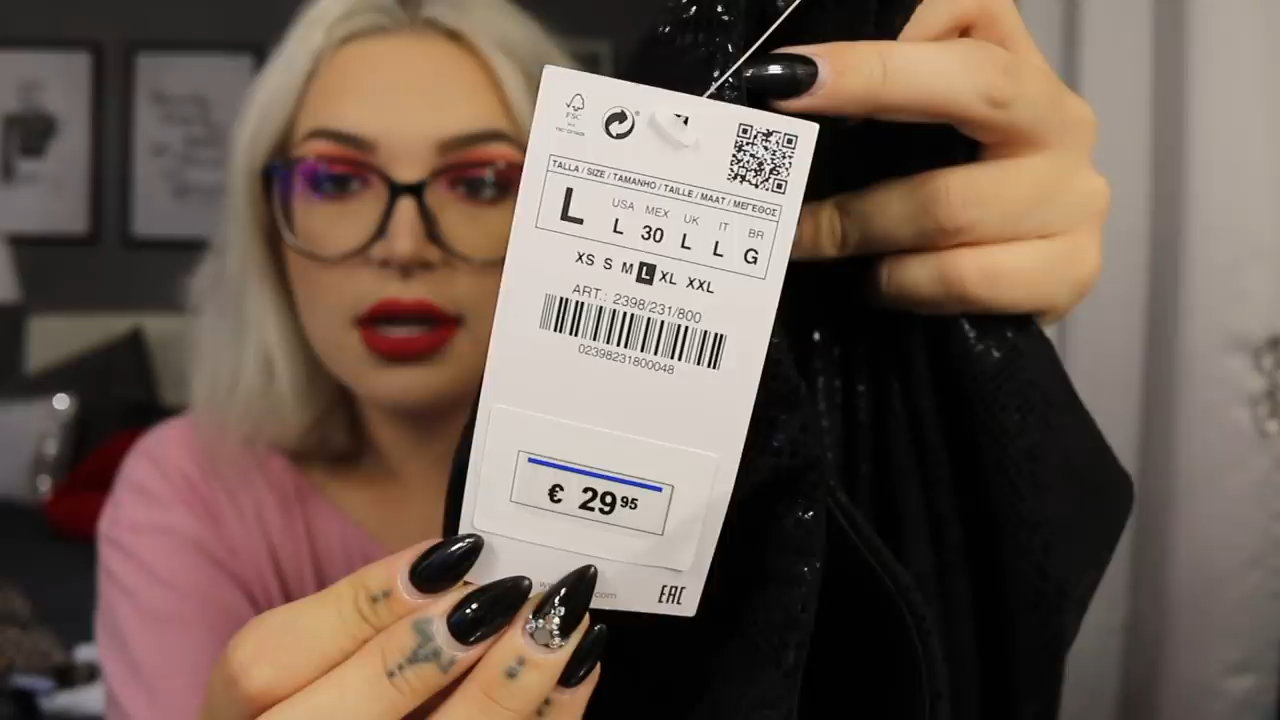 FSC
TALLA / SIZE / TAMANHO / TAILLE / MAAT / ΜΕΓΕΘΟΣ
L
USA MEX UK IT BR
L 30 L L G
XS S M L XL XXL
ART.: 2398/231/800
02398231800048
€ 29 95
EAC